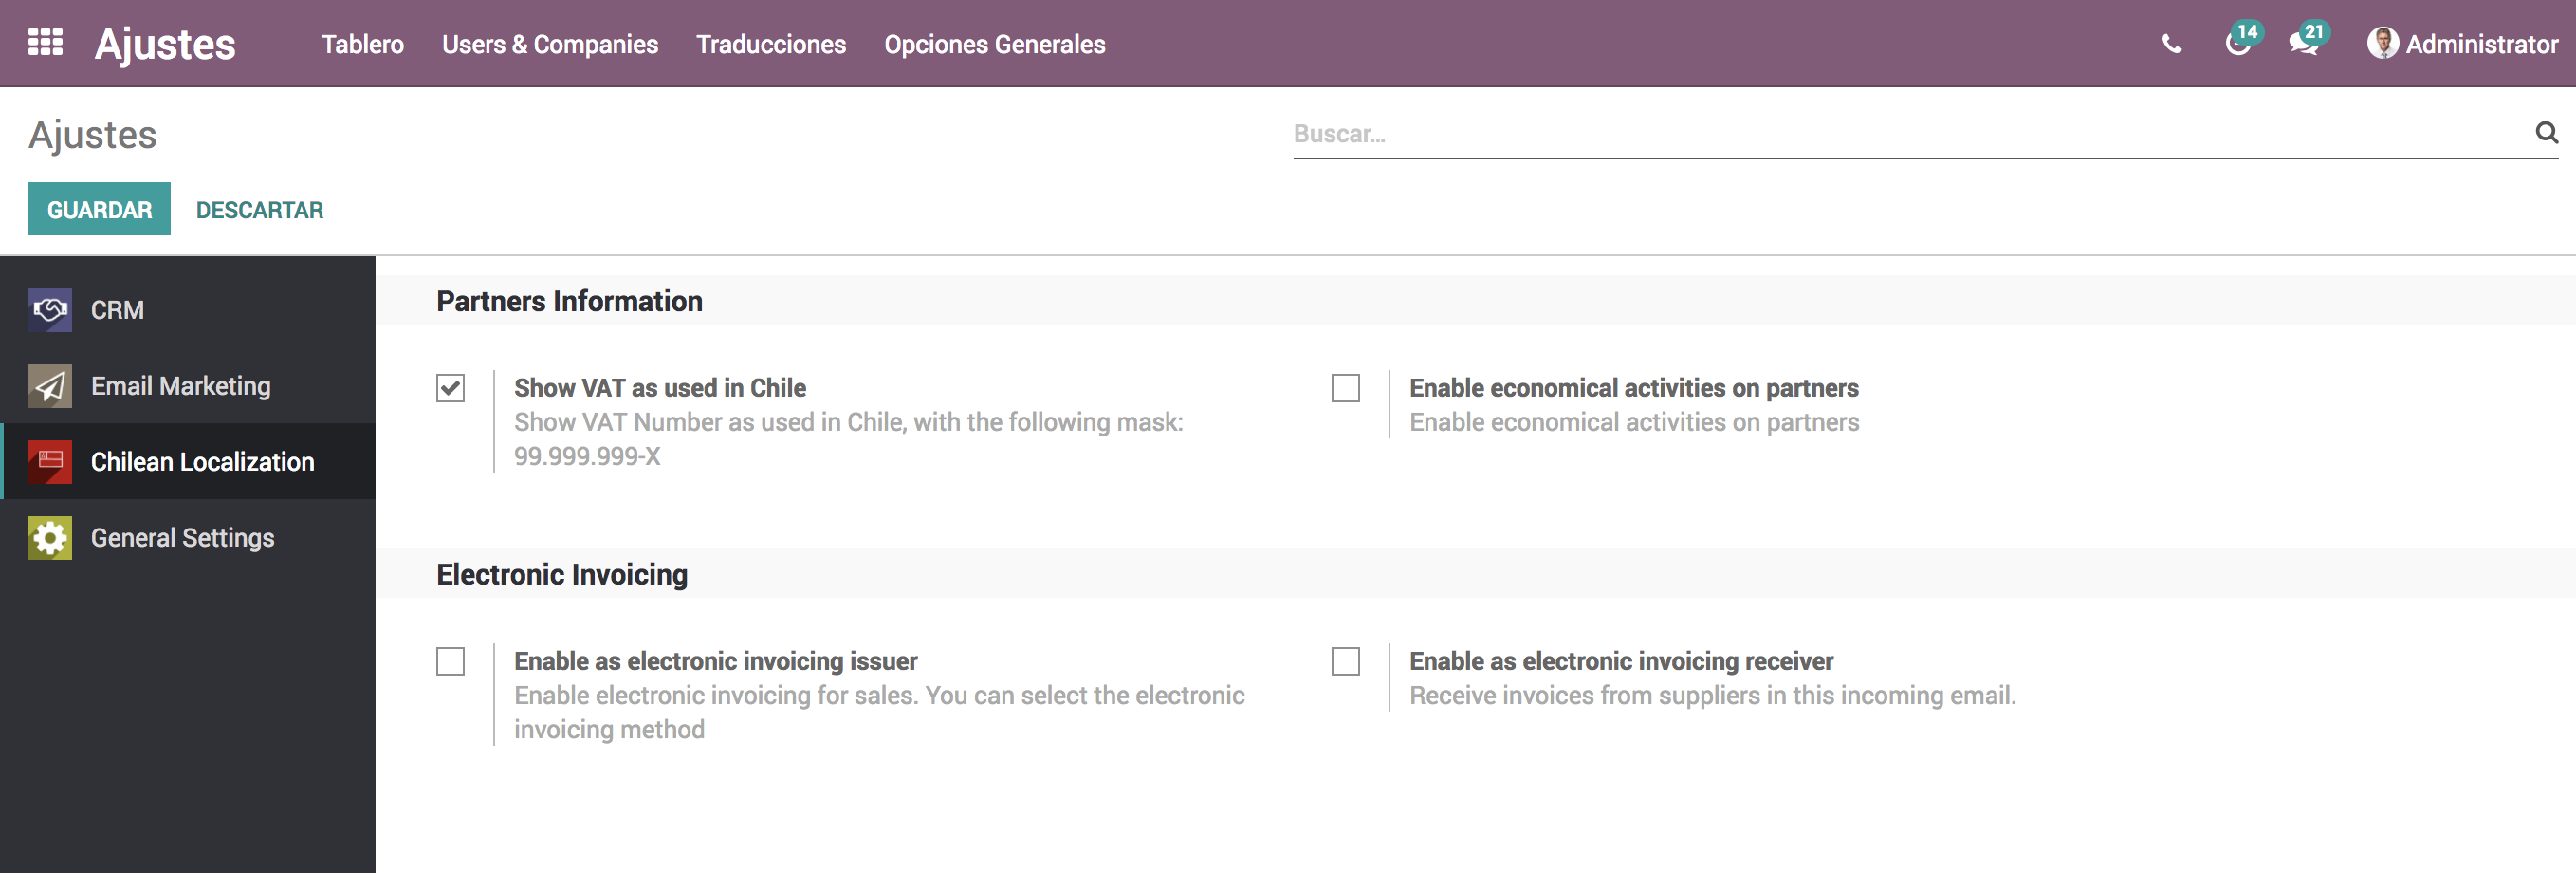 Ajustes
Tablero
Users & Companies
Traducciones
Opciones Generales
14
21
Administrator
Ajustes
Buscar...
GUARDAR
DESCARTAR
CRM
Email Marketing
Chilean Localization
General Settings
Partners Information
Show VAT as used in Chile
Show VAT Number as used in Chile, with the following mask:
99.999.999-X
Enable economical activities on partners
Enable economical activities on partners
Electronic Invoicing
Enable as electronic invoicing issuer
Enable electronic invoicing for sales. You can select the electronic
invoicing method
Enable as electronic invoicing receiver
Receive invoices from suppliers in this incoming email.